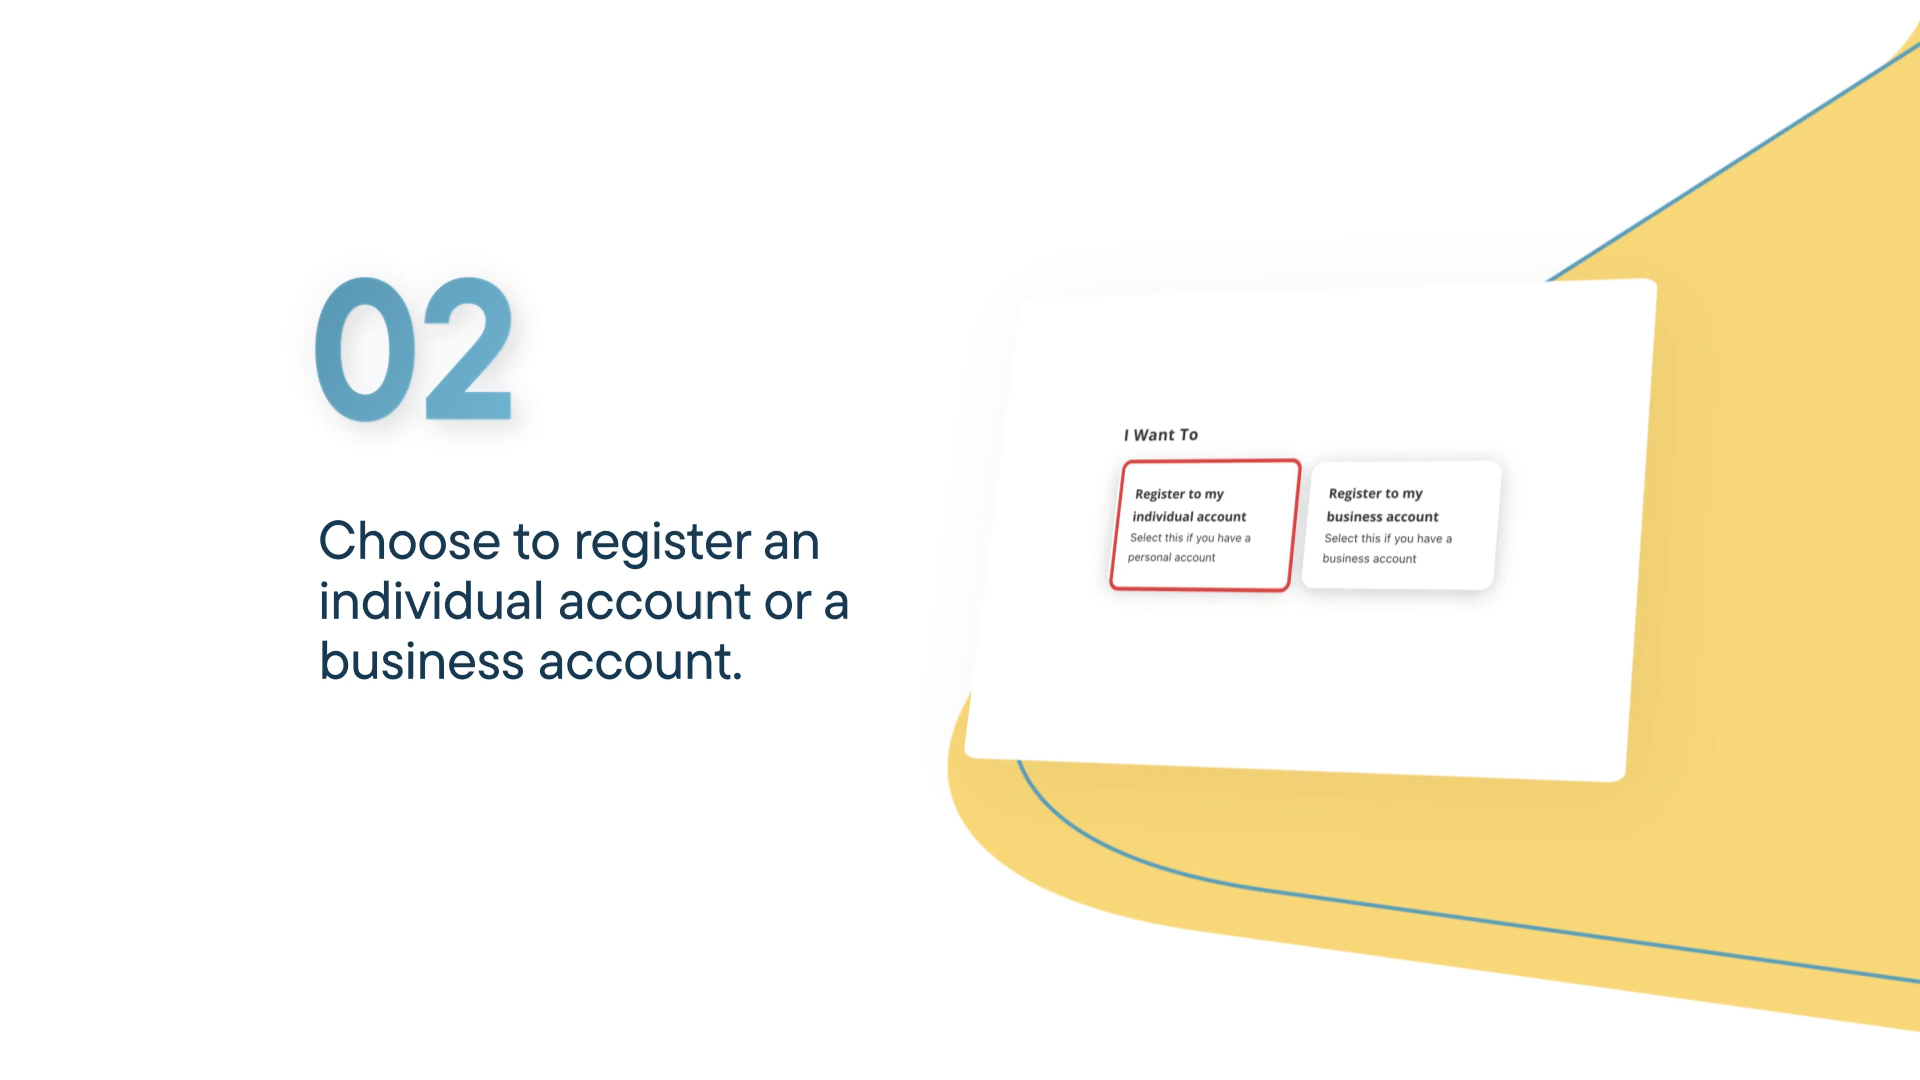 02
Choose to register an
individual account or a
business account.
I Want To
Register to my
individual account
Select this if you have a
personal account
Register to my
business account
Select this if you have a
business account